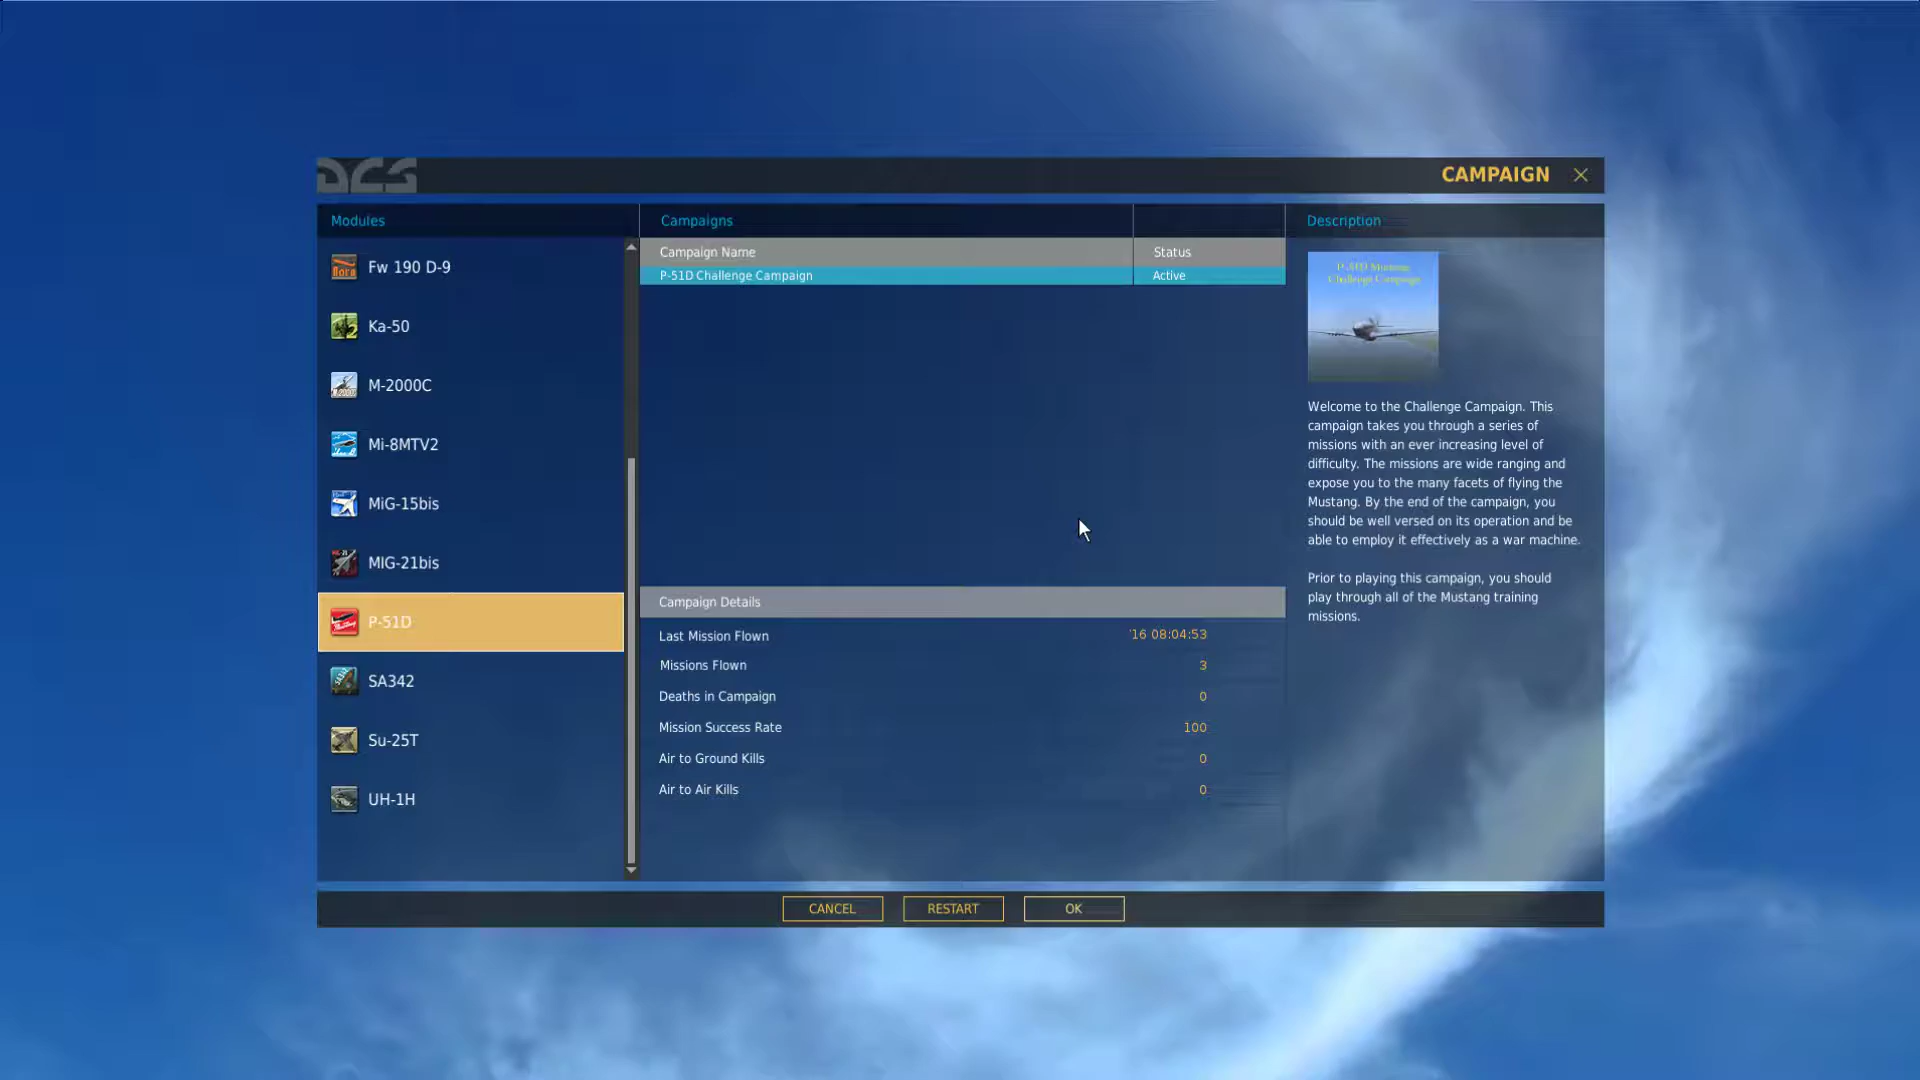 DCS
CAMPAIGN
Modules
Campaigns
Description
Fw 190 D-9
Ka-50
M-2000C
Mi-8MTV2
MiG-15bis
MIG-21bis
P-51D
SA342
Su-25T
UH-1H
Campaign Name Status
P-51D Challenge Campaign Active
Campaign Details
Last Mission Flown '16 08:04:53
Missions Flown 3
Deaths in Campaign 0
Mission Success Rate 100
Air to Ground Kills 0
Air to Air Kills 0
P-51D Mustang
Challenge Campaign
Welcome to the Challenge Campaign. This
campaign takes you through a series of
missions with an ever increasing level of
difficulty. The missions are wide ranging and
expose you to the many facets of flying the
Mustang. By the end of the campaign, you
should be well versed on its operation and be
able to employ it effectively as a war machine.
Prior to playing this campaign, you should
play through all of the Mustang training
missions.
CANCEL
RESTART
OK